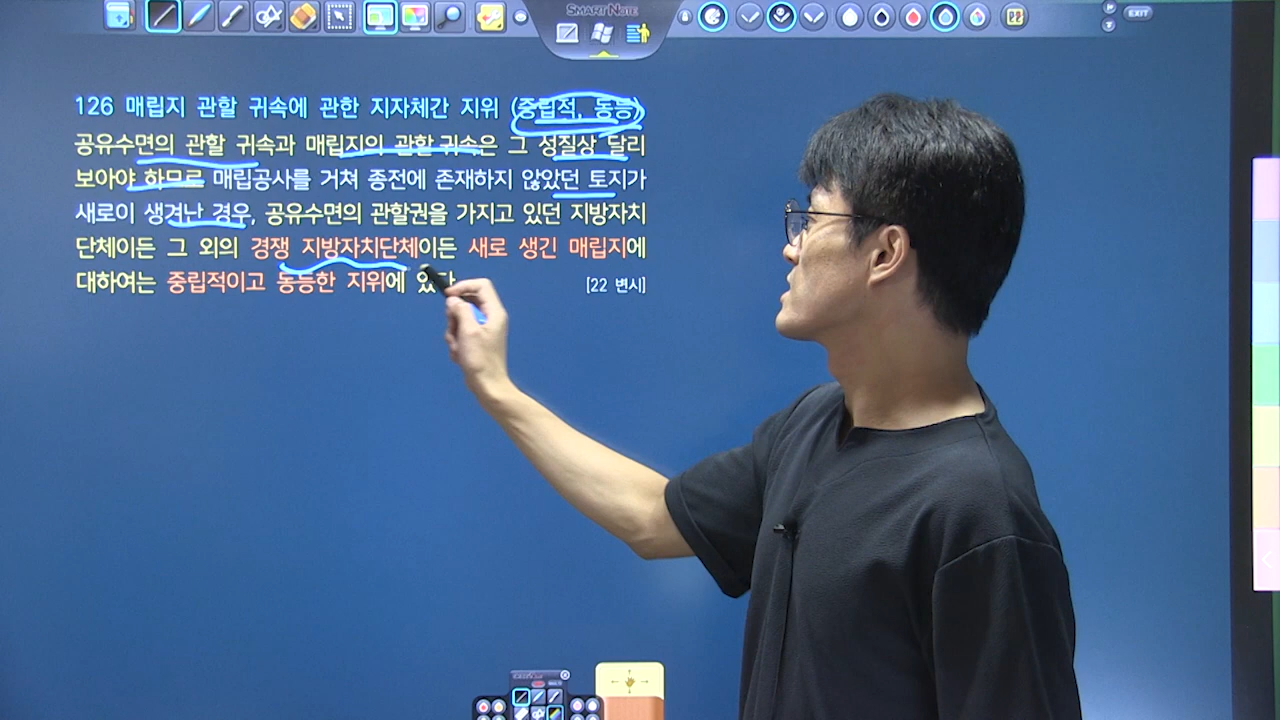 SMART NOTE
EXIT
126 매립지 관할 귀속에 관한 지자체간 지위 (중립적, 동등)
공유수면의 관할 귀속과 매립지의 관할 귀속은 그 성질상 달리
보아야 하므로 매립공사를 거쳐 종전에 존재하지 않았던 토지가
새로이 생겨난 경우, 공유수면의 관할권을 가지고 있던 지방자치
단체이든 그 외의 경쟁 지방자치단체이든 새로 생긴 매립지에
대하여는 중립적이고 동등한 지위에 있다.
[22 변시]